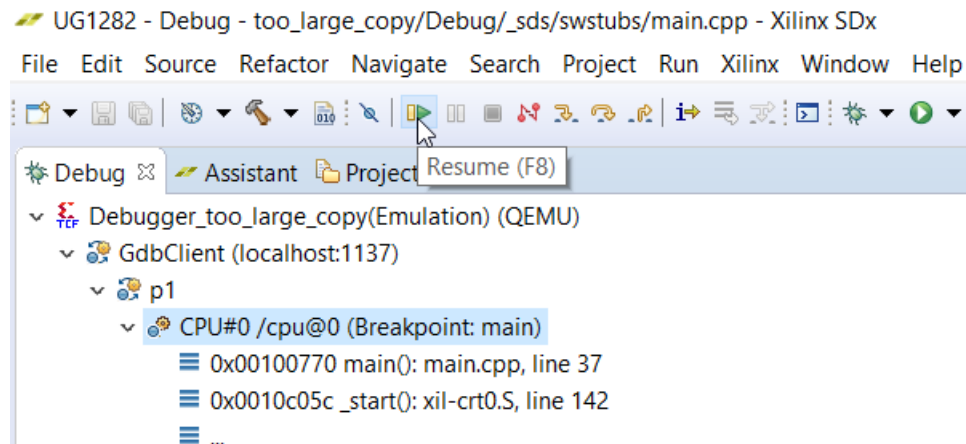 UG1282 - Debug - too_large_copy/Debug/_sds/swstubs/main.cpp - Xilinx SDx
File Edit Source Refactor Navigate Search Project Run Xilinx Window Help
010
Debug Assistant Project
Resume (F8)
TCF Debugger_too_large_copy(Emulation) (QEMU)
GdbClient (localhost:1137)
p1
CPU#0 /cpu@0 (Breakpoint: main)
0x00100770 main(): main.cpp, line 37
0x0010c05c _start(): xil-crt0.S, line 142
...